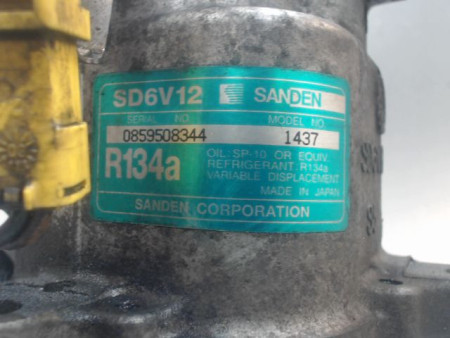 SD6V12 SANDEN
SERIAL NO. MODEL NO.
0859508344 1437
R134a
OIL: SP-10 OR EQUIV.
REFRIGERANT: R134a
VARIABLE DISPLACEMENT
MADE IN JAPAN
SANDEN CORPORATION